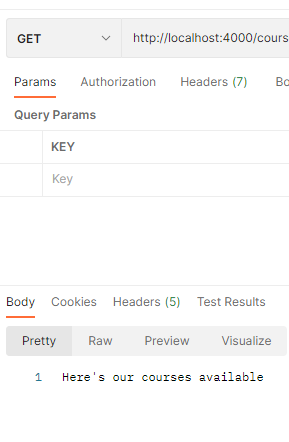 GET http://localhost:4000/cours
Params Authorization Headers (7) Bo
Query Params
KEY
Key
Body Cookies Headers (5) Test Results
Pretty Raw Preview Visualize
1 Here's our courses available